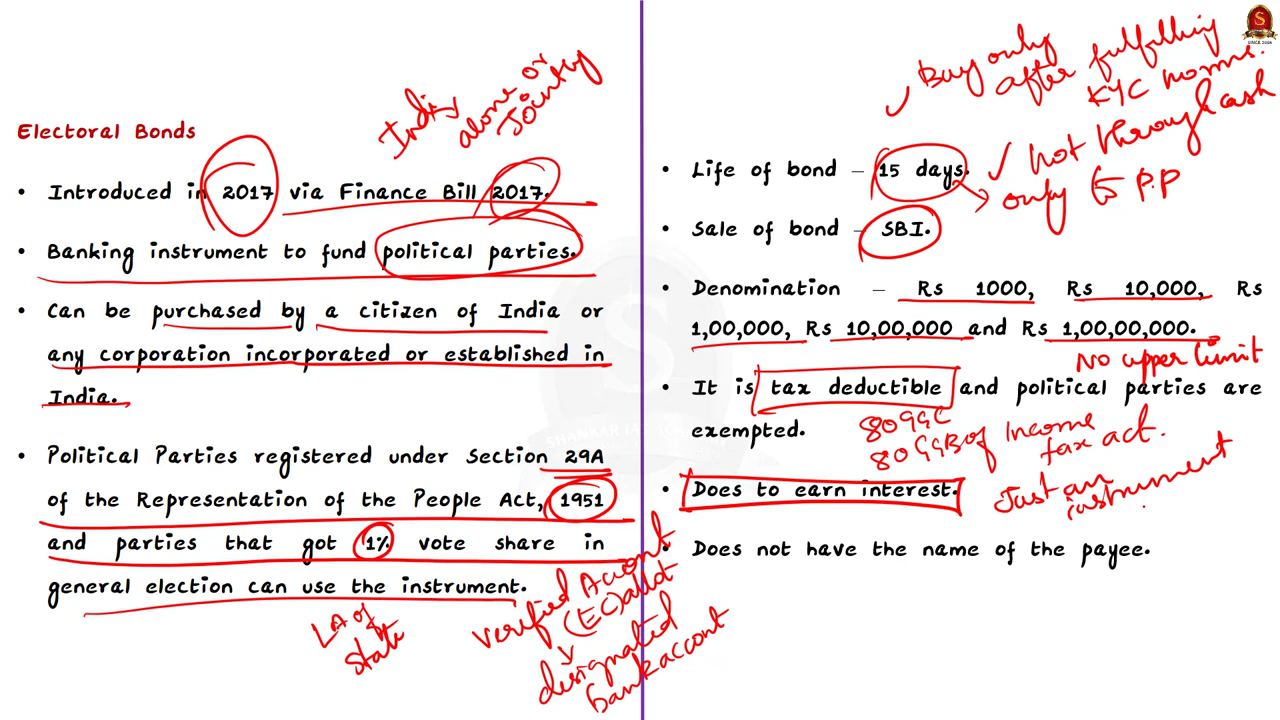 Electoral Bonds
Indiv
alone or
Jointly
• Introduced in 2017 via Finance Bill 2017.
• Banking instrument to fund political parties.
• Can be purchased by a citizen of India or
any corporation incorporated or established in
India.
• Political Parties registered under Section 29A
of the Representation of the People Act, 1951
and parties that got 1% vote share in
general election can use the instrument.
LA of
State
Verified Account
(EC) allot
designated
bank account
✓ Buy only
after fulfilling
KYC norms.
• Life of bond – 15 days.
✓ Not through cash
only to P.P
• Sale of bond – SBI.
• Denomination – Rs 1000, Rs 10,000, Rs
1,00,000, Rs 10,00,000 and Rs 1,00,00,000.
No upper limit
• It is tax deductible and political parties are
exempted.
80GGC
80GGB of Income
tax act.
• Does to earn interest.
Just an
instrument
• Does not have the name of the payee.
S
SINCE 2004